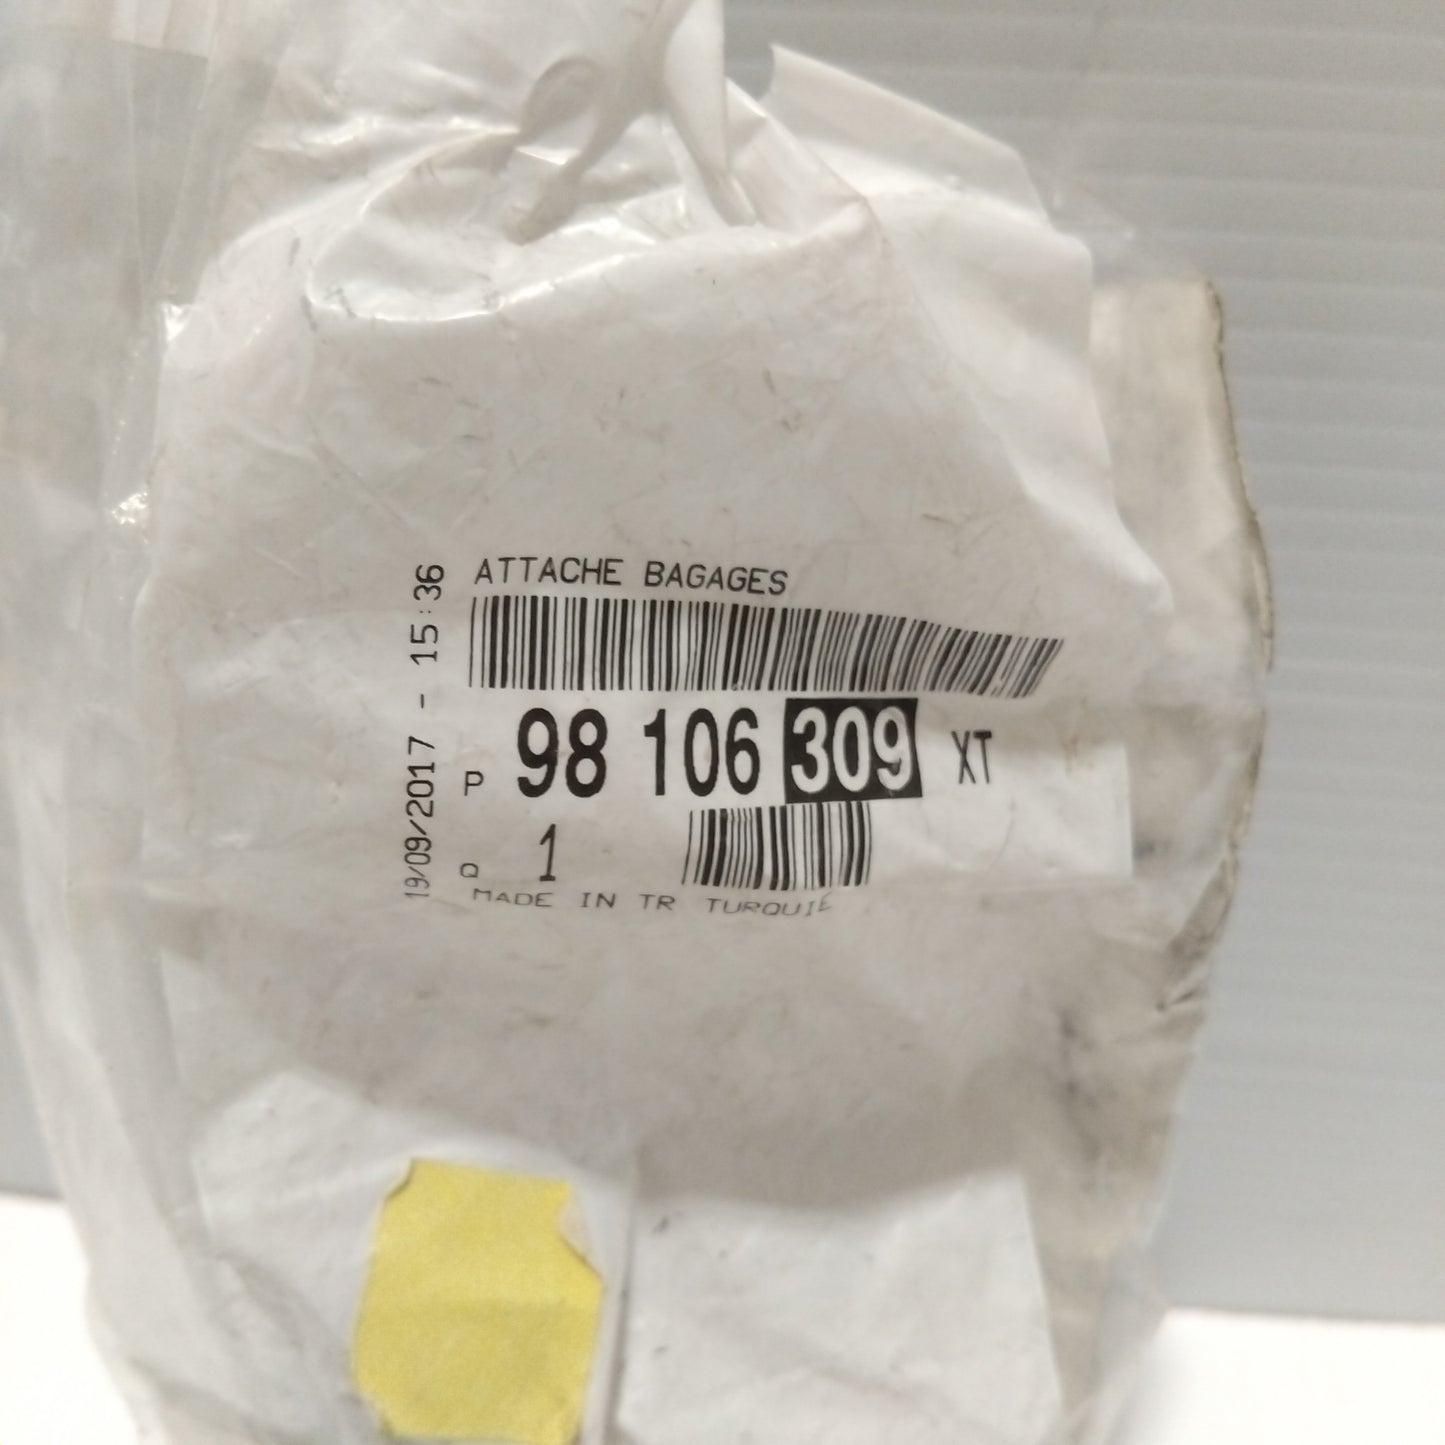 ATTACHE BAGAGES
P 98 106 309 XT
Q 1
MADE IN TR TURQUIE
19/09/2017 - 15:36